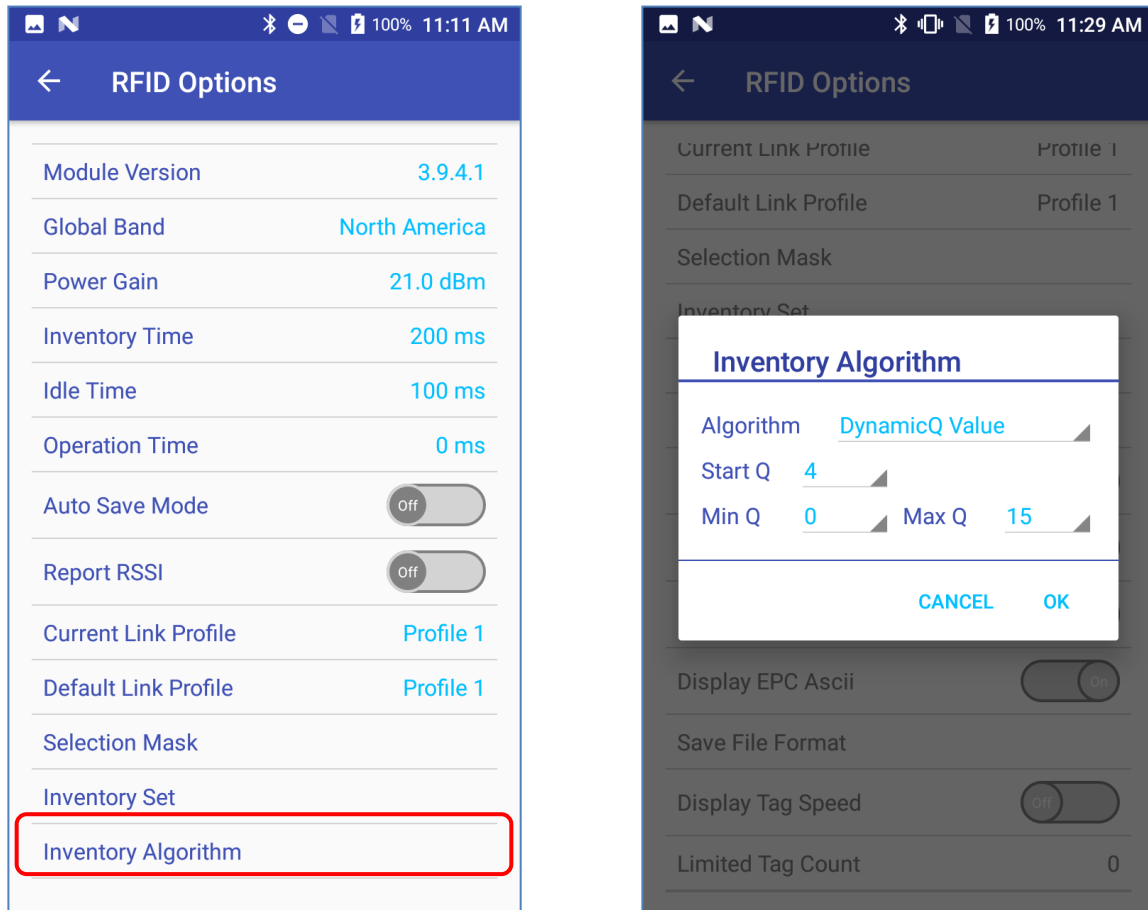 100% 11:11 AM
RFID Options
Module Version 3.9.4.1
Global Band North America
Power Gain 21.0 dBm
Inventory Time 200 ms
Idle Time 100 ms
Operation Time 0 ms
Auto Save Mode Off
Report RSSI Off
Current Link Profile Profile 1
Default Link Profile Profile 1
Selection Mask
Inventory Set
Inventory Algorithm
100% 11:29 AM
RFID Options
Current Link Profile Profile 1
Default Link Profile Profile 1
Selection Mask
Inventory Set
Inventory Algorithm
Algorithm DynamicQ Value
Start Q 4
Min Q 0 Max Q 15
CANCEL OK
Display EPC Ascii On
Save File Format
Display Tag Speed Off
Limited Tag Count 0